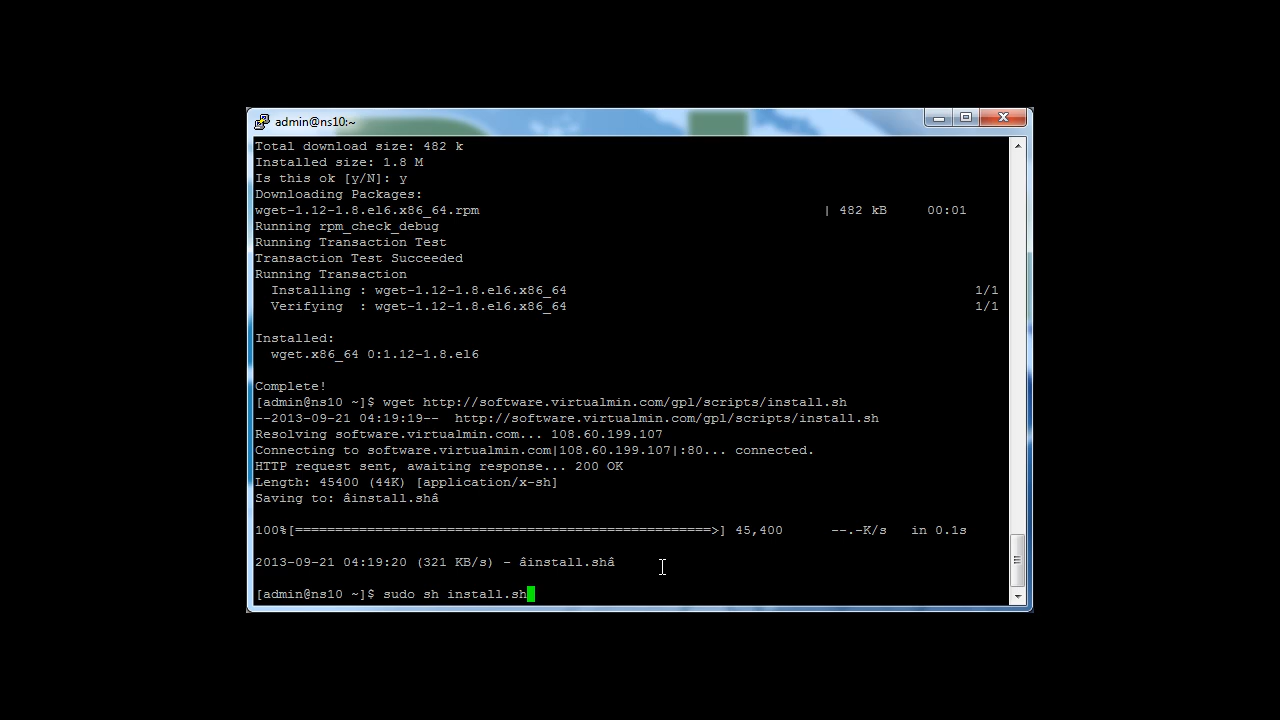 admin@ns10:~
Total download size: 482 k
Installed size: 1.8 M
Is this ok [y/N]: y
Downloading Packages:
wget-1.12-1.8.el6.x86_64.rpm | 482 kB 00:01
Running rpm_check_debug
Running Transaction Test
Transaction Test Succeeded
Running Transaction
Installing : wget-1.12-1.8.el6.x86_64 1/1
Verifying : wget-1.12-1.8.el6.x86_64 1/1
Installed:
wget.x86_64 0:1.12-1.8.el6
Complete!
[admin@ns10 ~]$ wget http://software.virtualmin.com/gpl/scripts/install.sh
--2013-09-21 04:19:19-- http://software.virtualmin.com/gpl/scripts/install.sh
Resolving software.virtualmin.com... 108.60.199.107
Connecting to software.virtualmin.com|108.60.199.107|:80... connected.
HTTP request sent, awaiting response... 200 OK
Length: 45400 (44K) [application/x-sh]
Saving to: âinstall.shâ
100%[====================================================>] 45,400 --.-K/s in 0.1s
2013-09-21 04:19:20 (321 KB/s) - âinstall.shâ
[admin@ns10 ~]$ sudo sh install.sh